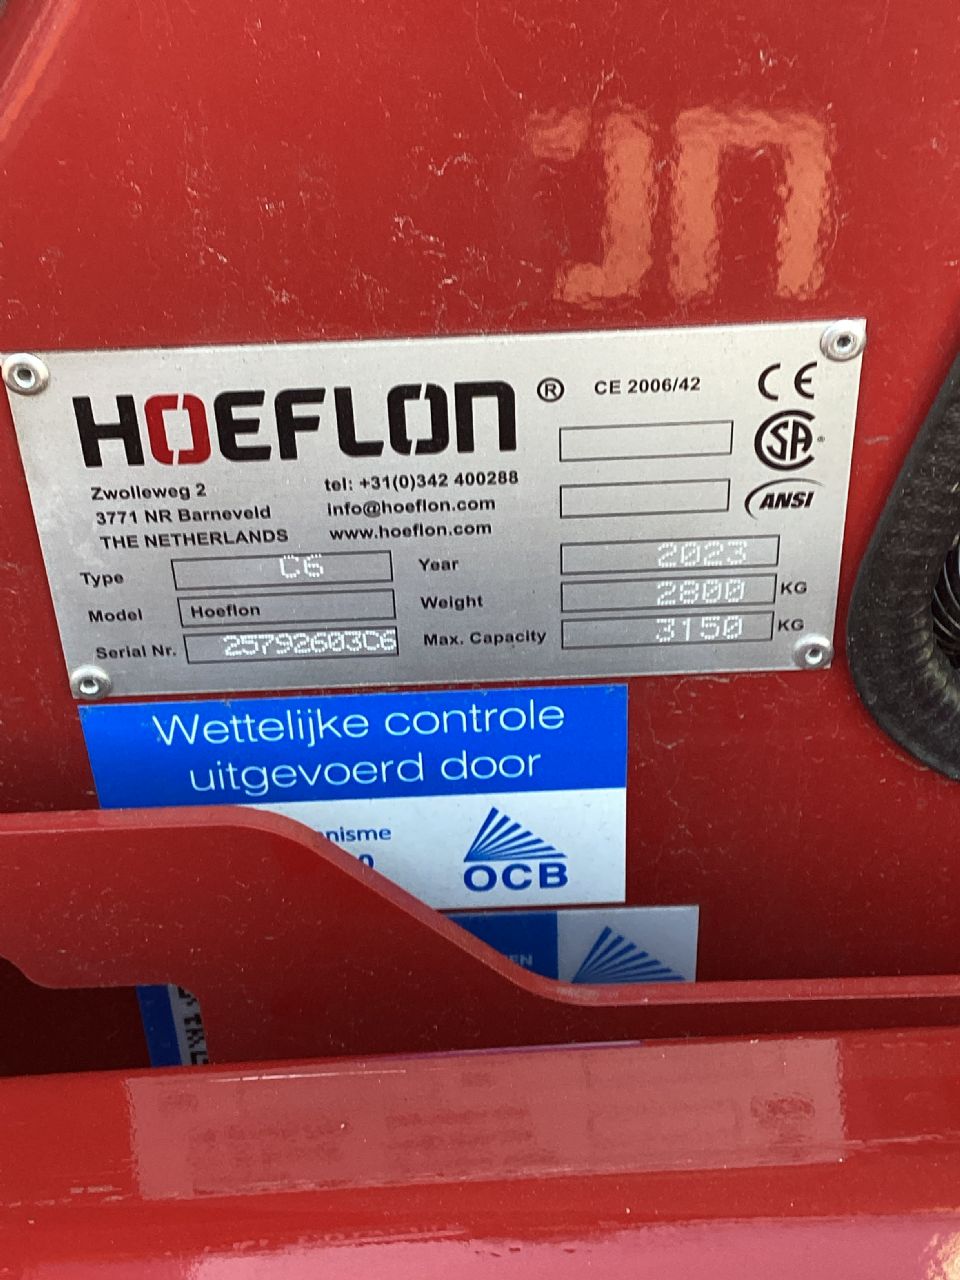 HOEFLON ®
CE 2006/42
CE
SA
ANSI
Zwolleweg 2
3771 NR Barneveld
THE NETHERLANDS
tel: +31(0)342 400288
info@hoeflon.com
www.hoeflon.com
Type C6
Model Hoeflon
Serial Nr. 25792603C6
Year 2023
Weight 2800 KG
Max. Capacity 3150 KG
Wettelijke controle
uitgevoerd door
OCB